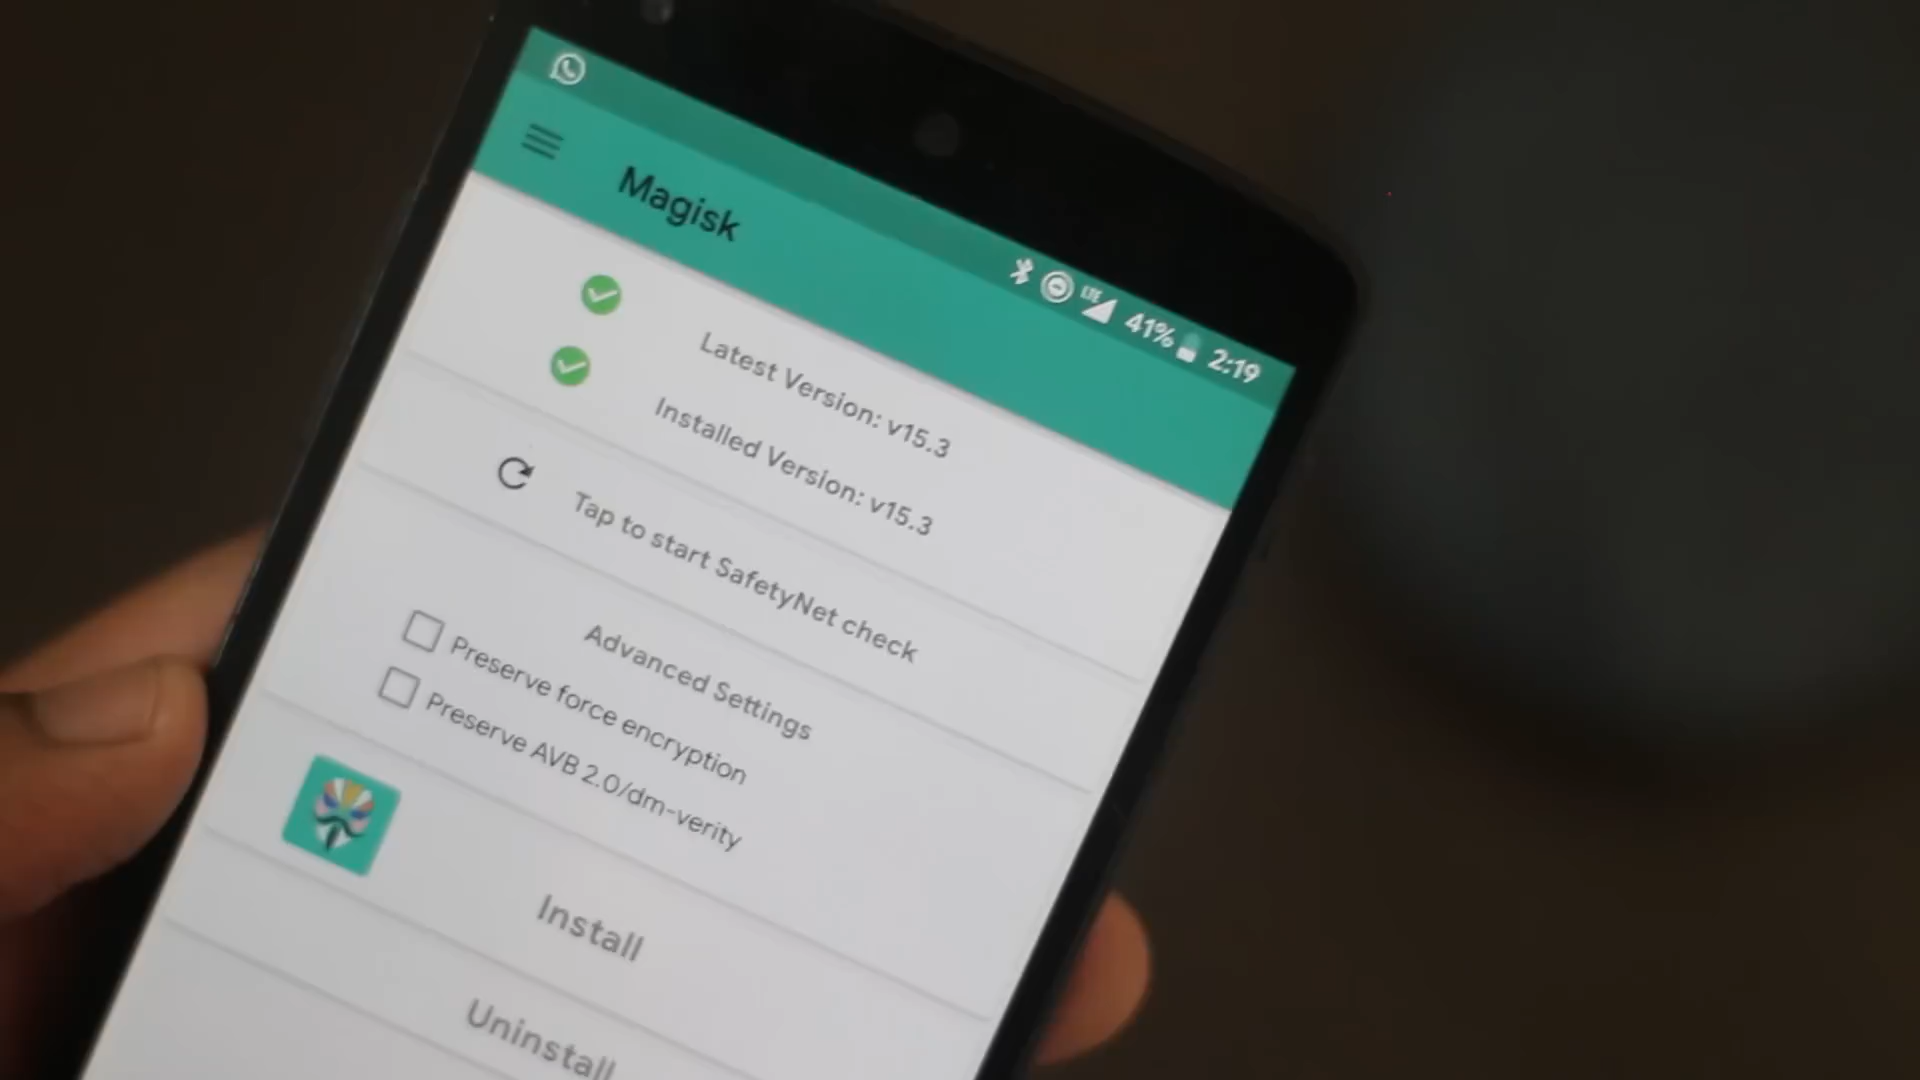 LTE 41% 2:19
Magisk
Latest Version: v15.3
Installed Version: v15.3
Tap to start SafetyNet check
Advanced Settings
Preserve force encryption
Preserve AVB 2.0/dm-verity
Install
Uninstall